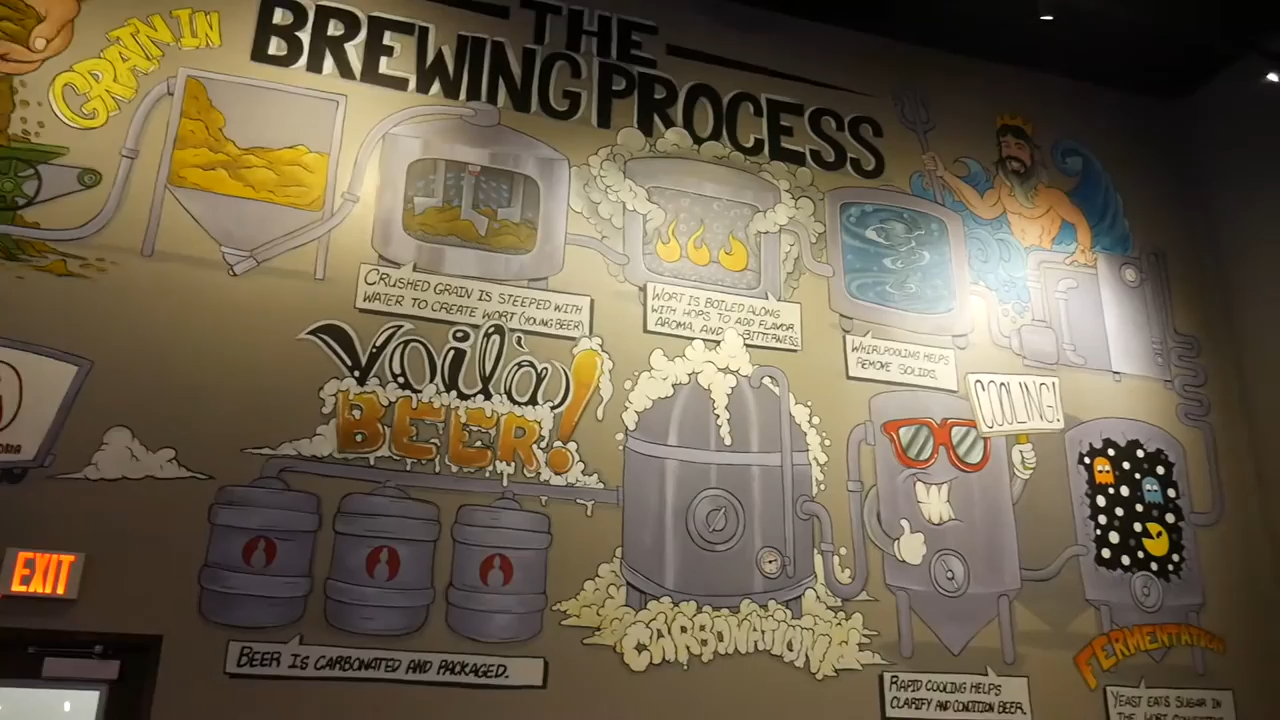 GRAIN IN
THE
BREWING PROCESS
CRUSHED GRAIN IS STEEPED WITH
WATER TO CREATE WORT (YOUNG BEER)
WORT IS BOILED ALONG
WITH HOPS TO ADD FLAVOR,
AROMA, AND BITTERNESS.
WHIRLPOOLING HELPS
REMOVE SOLIDS.
COOLING!
Voilà
BEER!
EXIT
CARBONATION
FERMENTATION
BEER IS CARBONATED AND PACKAGED.
RAPID COOLING HELPS
CLARIFY AND CONDITION BEER.
YEAST EATS SUGAR IN
THE